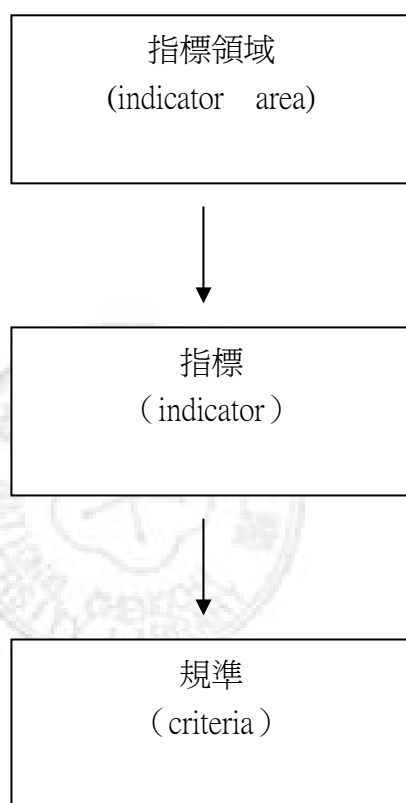 指標領域
(indicator area)
指標
（indicator）
規準
（criteria）